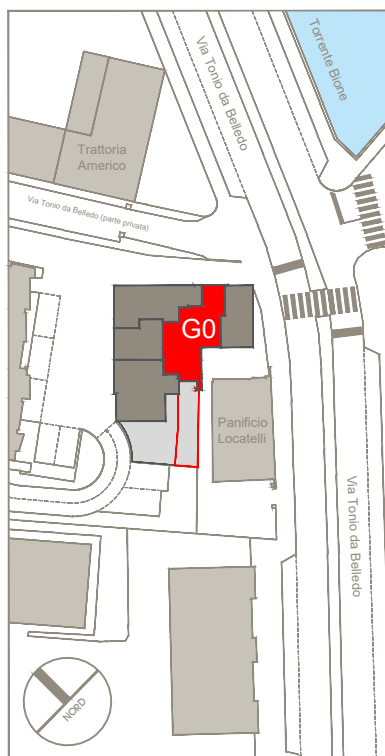 Torrente Bione
Via Tonio da Belledo
Trattoria
Americo
Via Tonio da Belledo (parte privata)
G0
Panificio
Locatelli
Via Tonio da Belledo
NORD